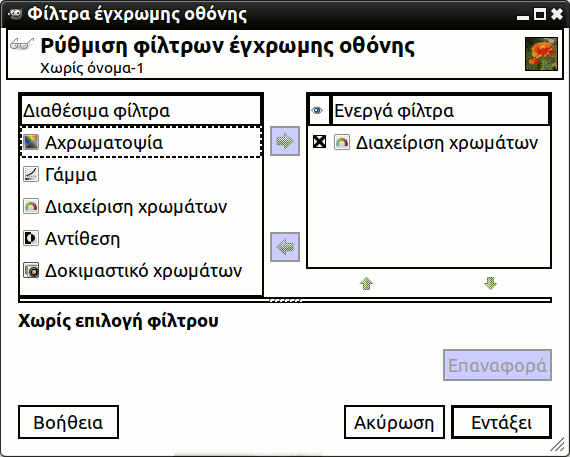 Φίλτρα έγχρωμης οθόνης
Ρύθμιση φίλτρων έγχρωμης οθόνης
Χωρίς όνομα-1
Διαθέσιμα φίλτρα
Αχρωματοψία
Γάμμα
Διαχείριση χρωμάτων
Αντίθεση
Δοκιμαστικό χρωμάτων
Ενεργά φίλτρα
Διαχείριση χρωμάτων
Χωρίς επιλογή φίλτρου
Επαναφορά
Βοήθεια
Ακύρωση
Εντάξει